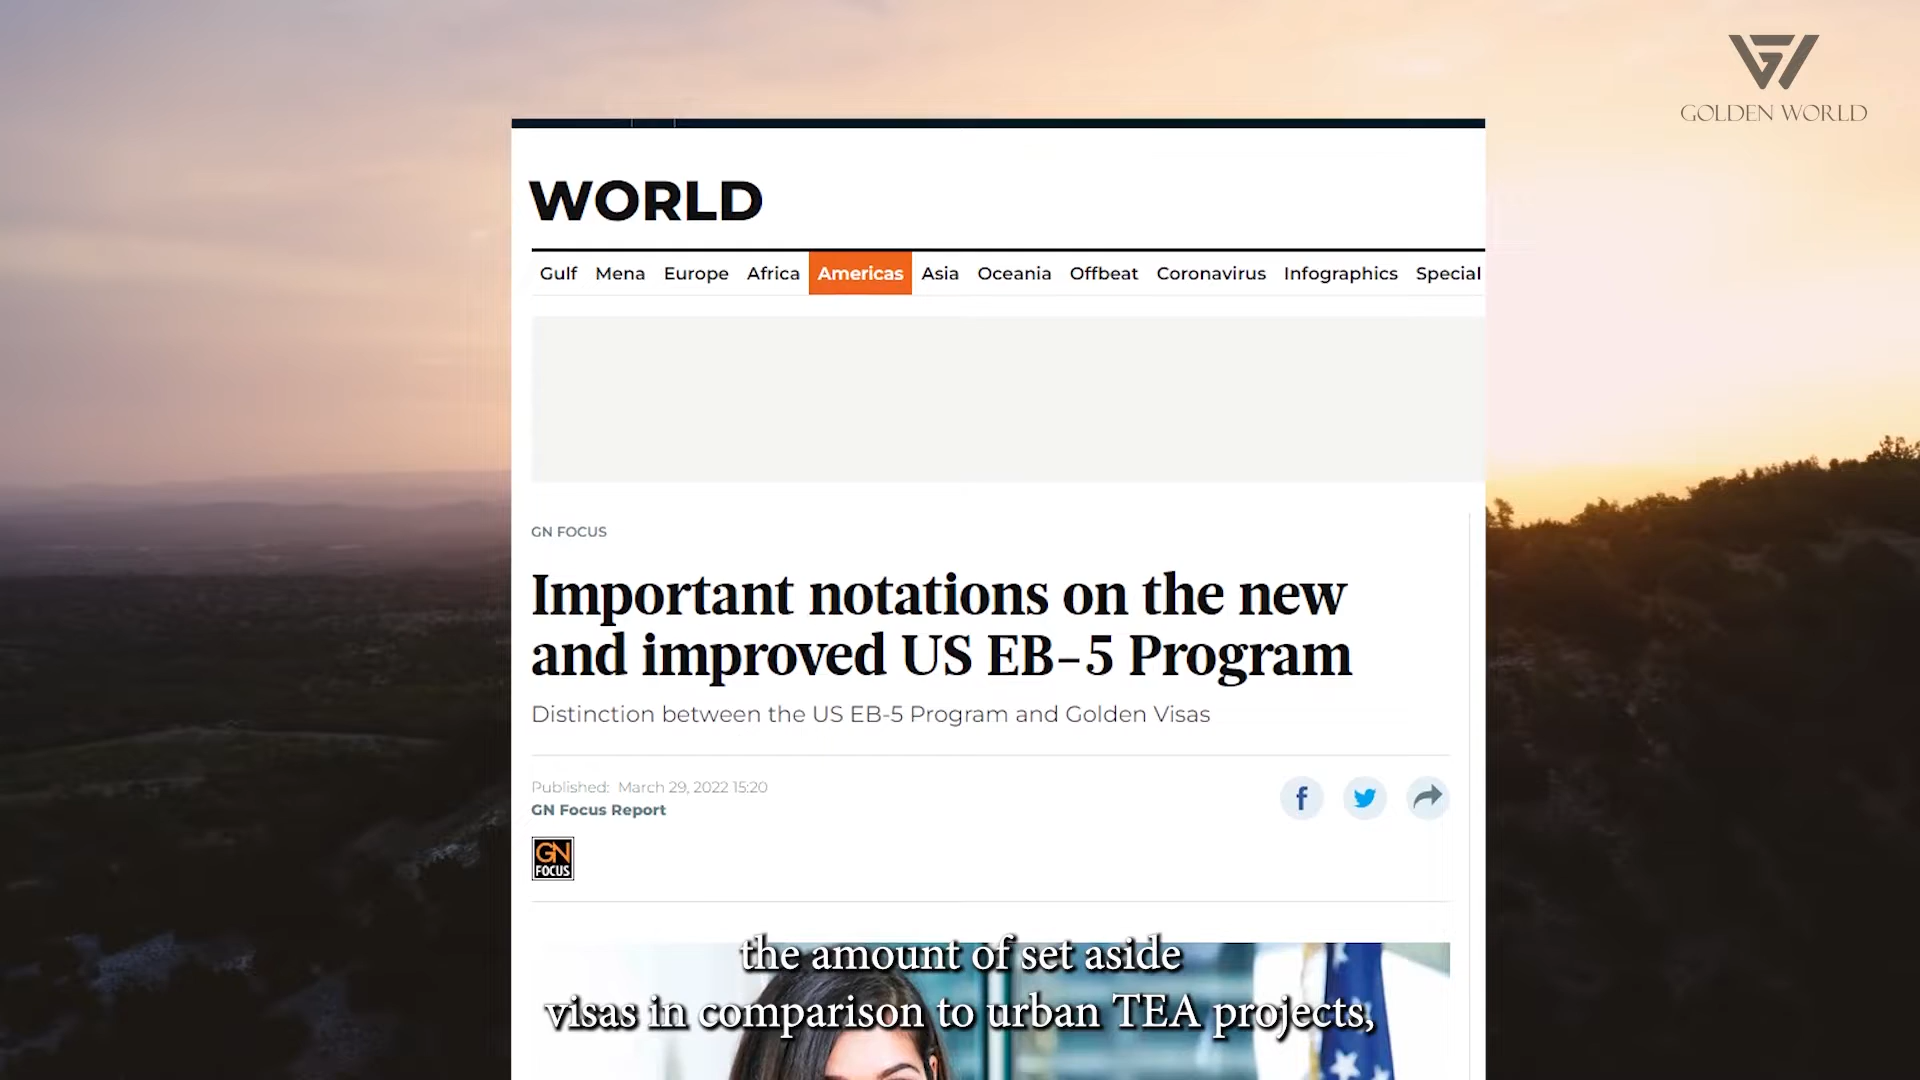 GOLDEN WORLD
WORLD
Gulf Mena Europe Africa Americas Asia Oceania Offbeat Coronavirus Infographics Special
GN FOCUS
Important notations on the new
and improved US EB-5 Program
Distinction between the US EB-5 Program and Golden Visas
Published: March 29, 2022 15:20
GN Focus Report
GN
FOCUS
the amount of set aside
visas in comparison to urban TEA projects,